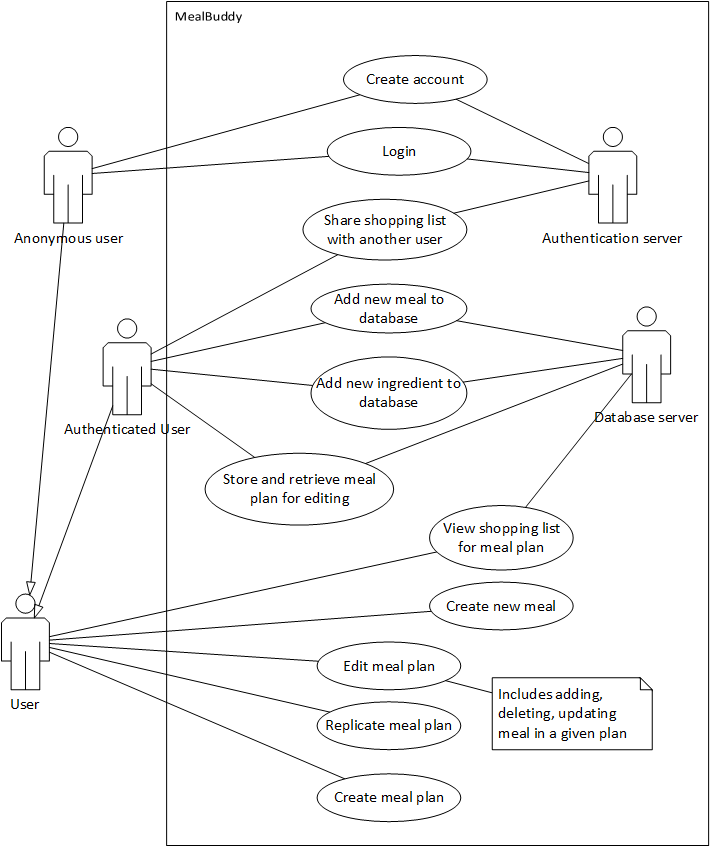 MealBuddy
Create account
Login
Anonymous user
Share shopping list
with another user
Authentication server
Add new meal to
database
Add new ingredient to
database
Authenticated User
Database server
Store and retrieve meal
plan for editing
View shopping list
for meal plan
Create new meal
Edit meal plan
Includes adding,
deleting, updating
meal in a given plan
User
Replicate meal plan
Create meal plan